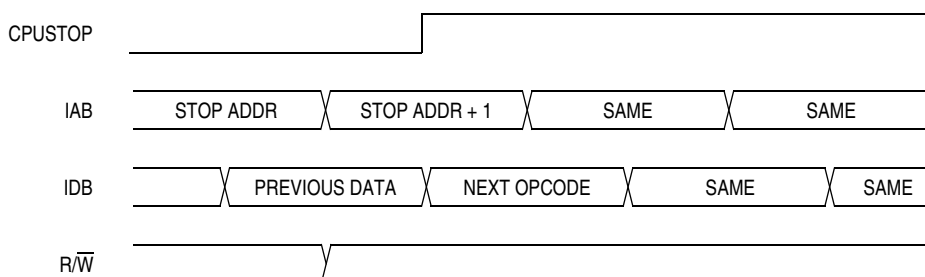 CPUSTOP
IAB STOP ADDR STOP ADDR + 1 SAME SAME
IDB PREVIOUS DATA NEXT OPCODE SAME SAME
R/W̅